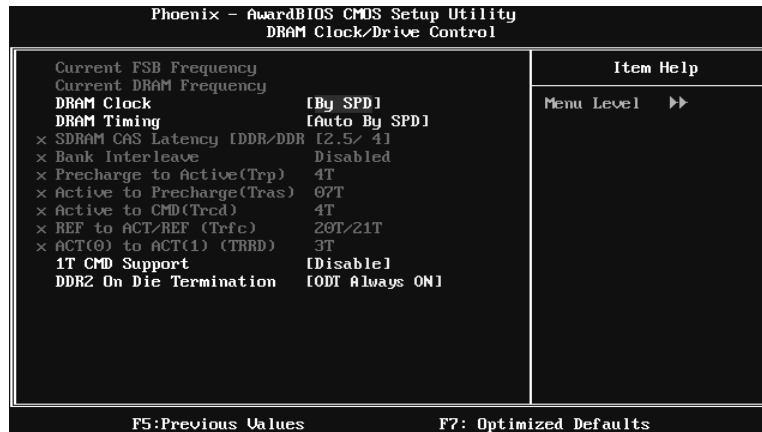 Phoenix - AwardBIOS CMOS Setup Utility
DRAM Clock/Drive Control
Current FSB Frequency
Current DRAM Frequency
DRAM Clock [By SPD]
DRAM Timing [Auto By SPD]
x SDRAM CAS Latency [DDR/DDR [2.5/ 4]
x Bank Interleave Disabled
x Precharge to Active(Trp) 4T
x Active to Precharge(Tras) 07T
x Active to CMD(Trcd) 4T
x REF to ACT/REF (Trfc) 20T/21T
x ACT(0) to ACT(1) (TRRD) 3T
1T CMD Support [Disable]
DDR2 On Die Termination [ODT Always ON]
Item Help
Menu Level ▶▶
F5:Previous Values F7: Optimized Defaults